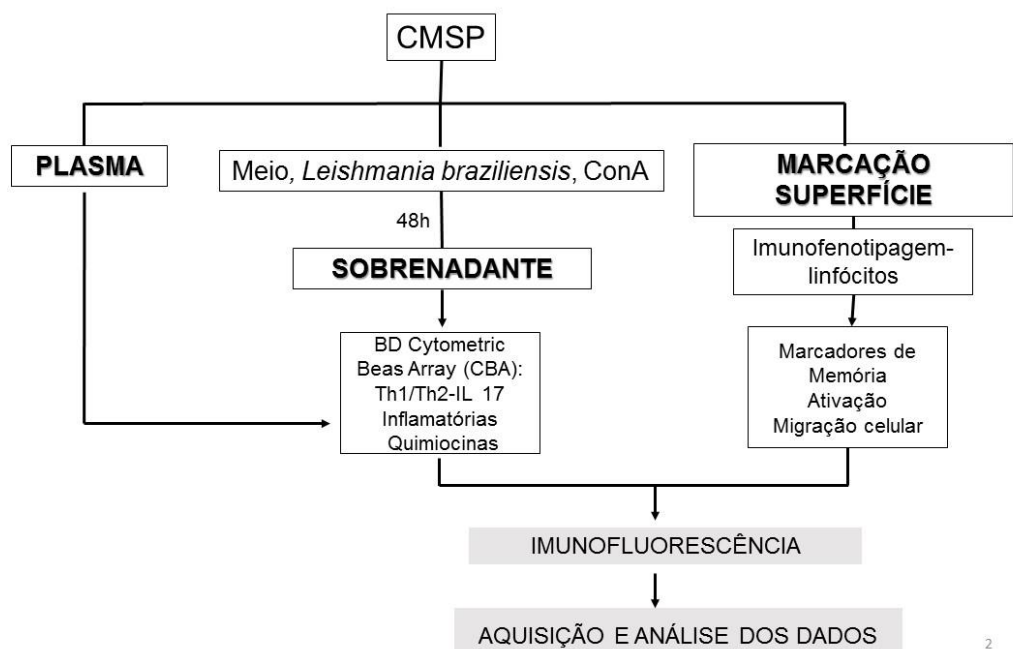 CMSP
PLASMA
Meio, Leishmania braziliensis, ConA
MARCAÇÃO
SUPERFÍCIE
48h
SOBRENADANTE
Imunofenotipagem-
linfócitos
BD Cytometric
Beas Array (CBA):
Th1/Th2-IL 17
Inflamatórias
Quimiocinas
Marcadores de
Memória
Ativação
Migração celular
IMUNOFLUORESCÊNCIA
AQUISIÇÃO E ANÁLISE DOS DADOS
2